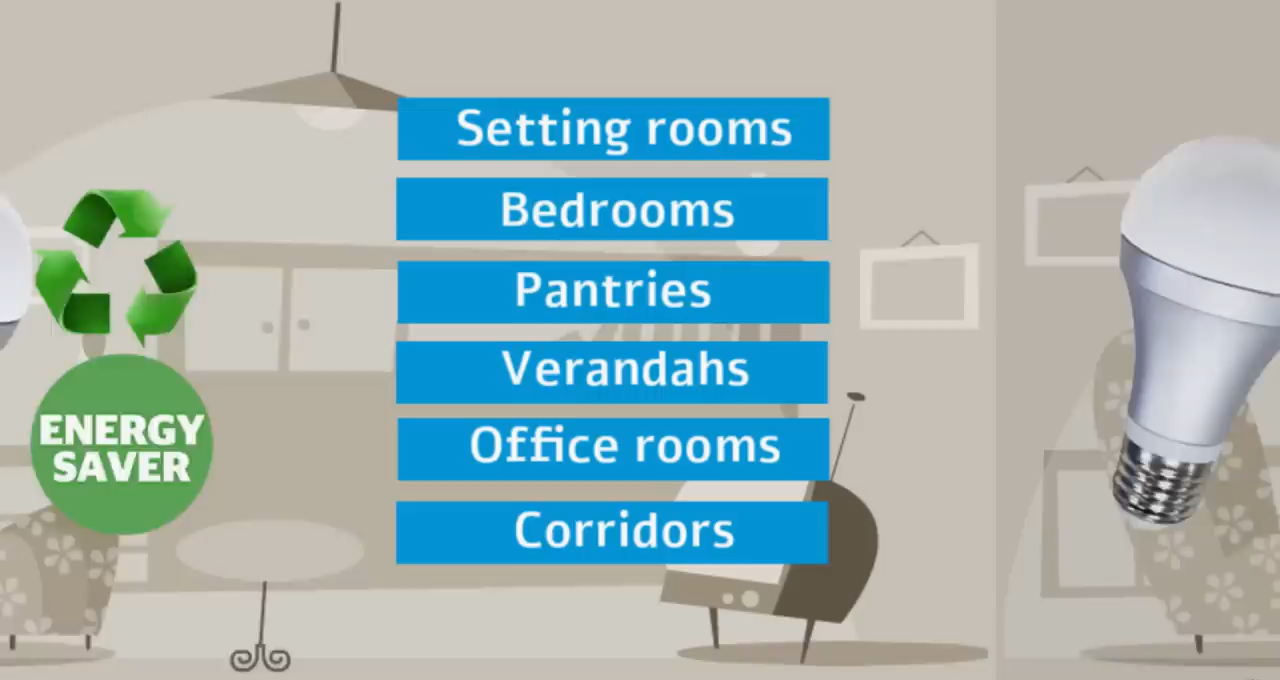 Setting rooms
Bedrooms
Pantries
Verandahs
Office rooms
Corridors
ENERGY
SAVER